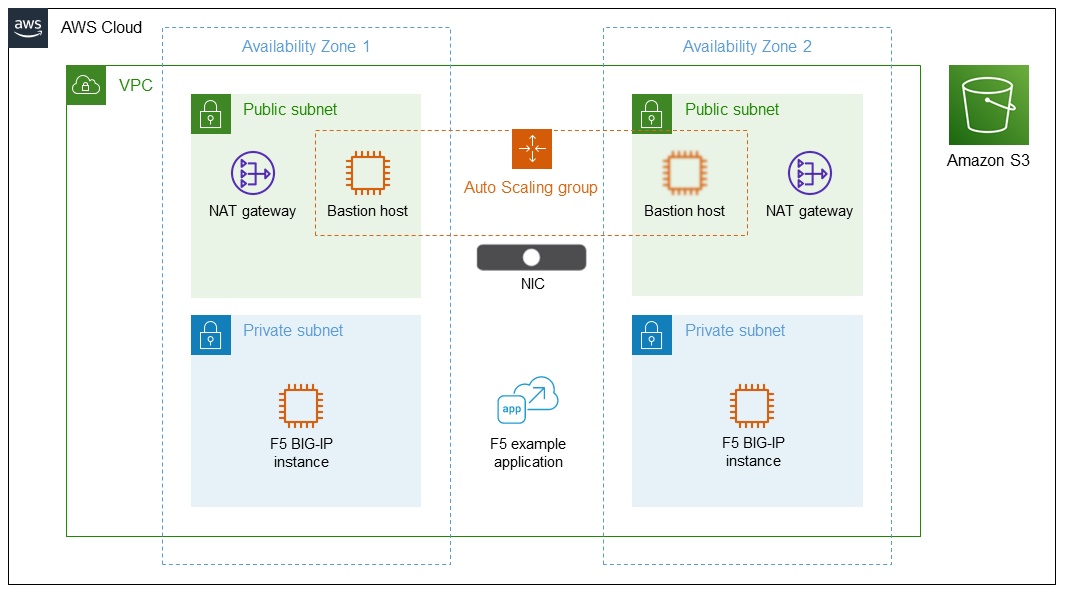 aws
AWS Cloud
Availability Zone 1
Availability Zone 2
VPC
Public subnet
Public subnet
NAT gateway
Bastion host
Auto Scaling group
Bastion host
NAT gateway
Amazon S3
NIC
Private subnet
Private subnet
F5 BIG-IP
instance
app
F5 example
application
F5 BIG-IP
instance